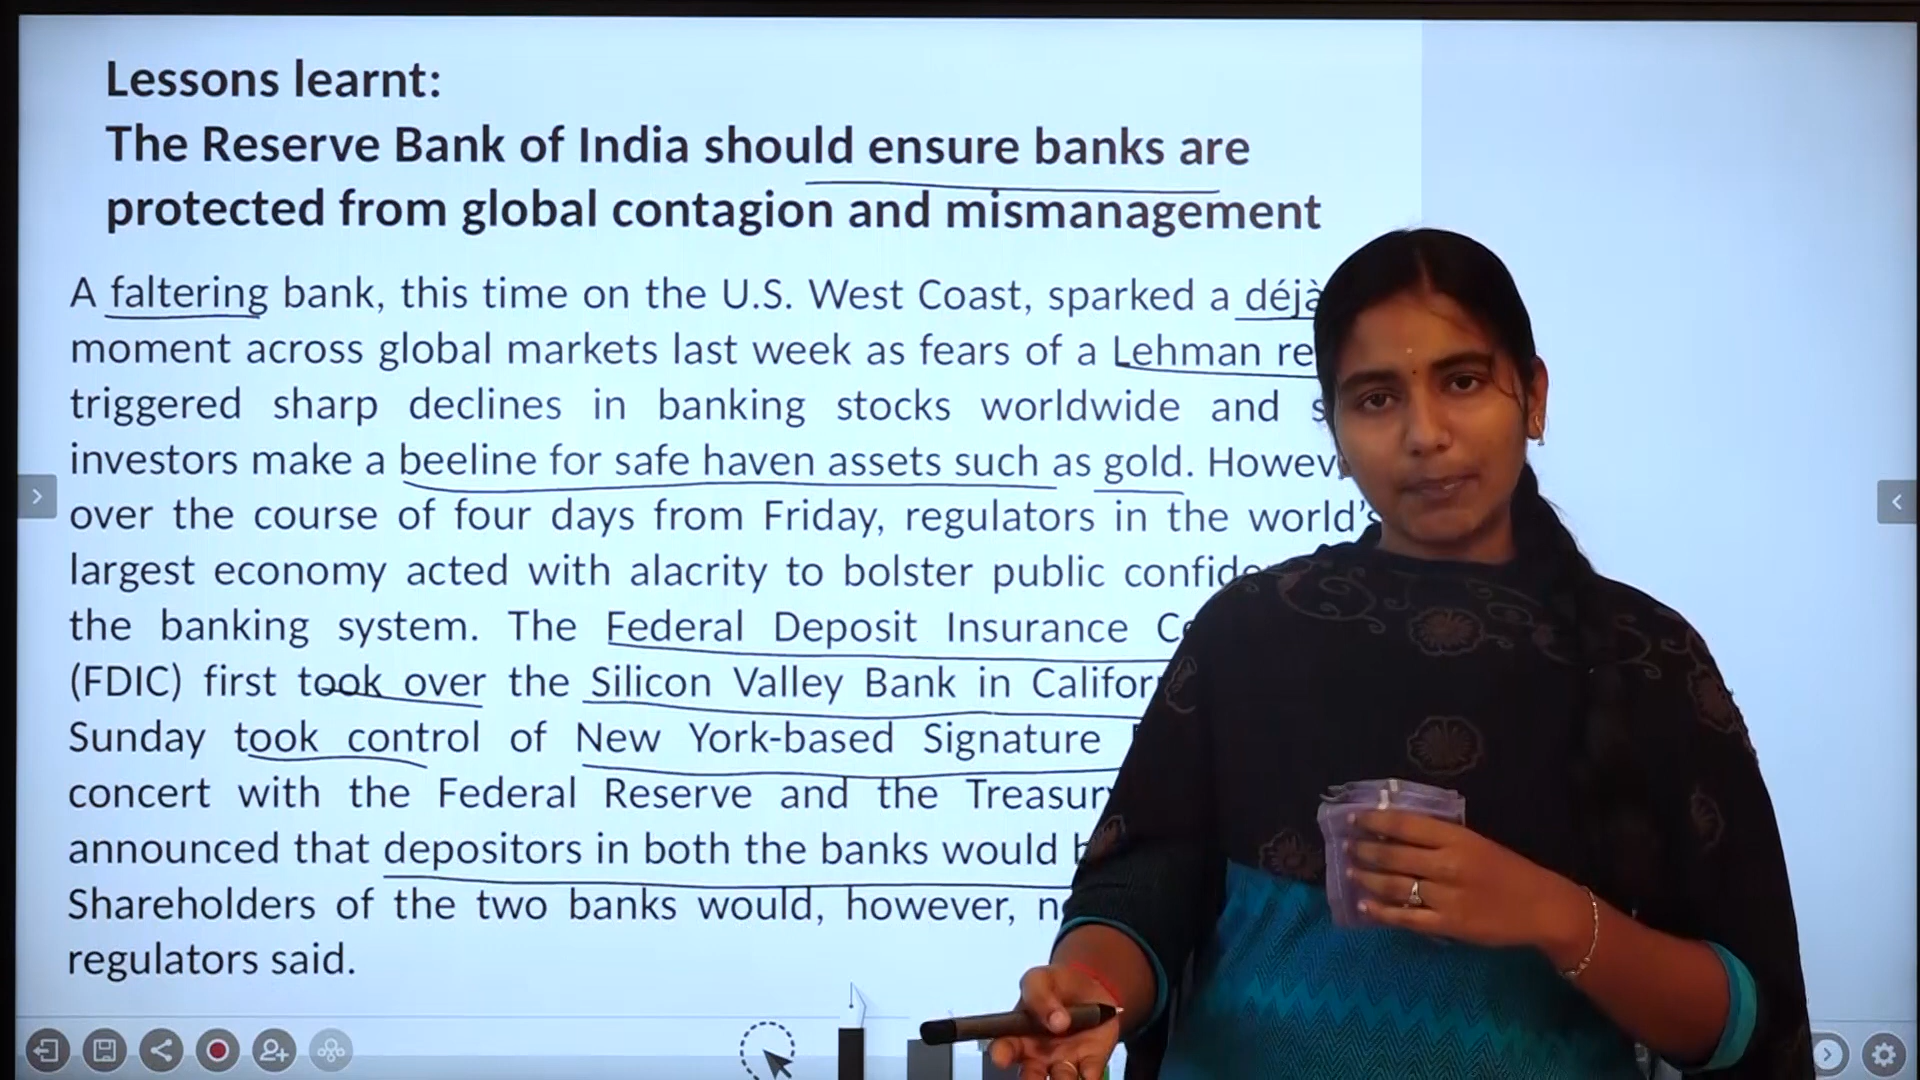 Lessons learnt:
The Reserve Bank of India should ensure banks are
protected from global contagion and mismanagement
A faltering bank, this time on the U.S. West Coast, sparked a déjà
moment across global markets last week as fears of a Lehman
triggered sharp declines in banking stocks worldwide and
investors make a beeline for safe haven assets such as gold.
over the course of four days from Friday, regulators in the world's
largest economy acted with alacrity to bolster public
the banking system. The Federal Deposit Insurance
(FDIC) first took over the Silicon Valley Bank in
Sunday took control of New York-based Signature
concert with the Federal Reserve and the
announced that depositors in both the banks would
Shareholders of the two banks would, however,
regulators said.